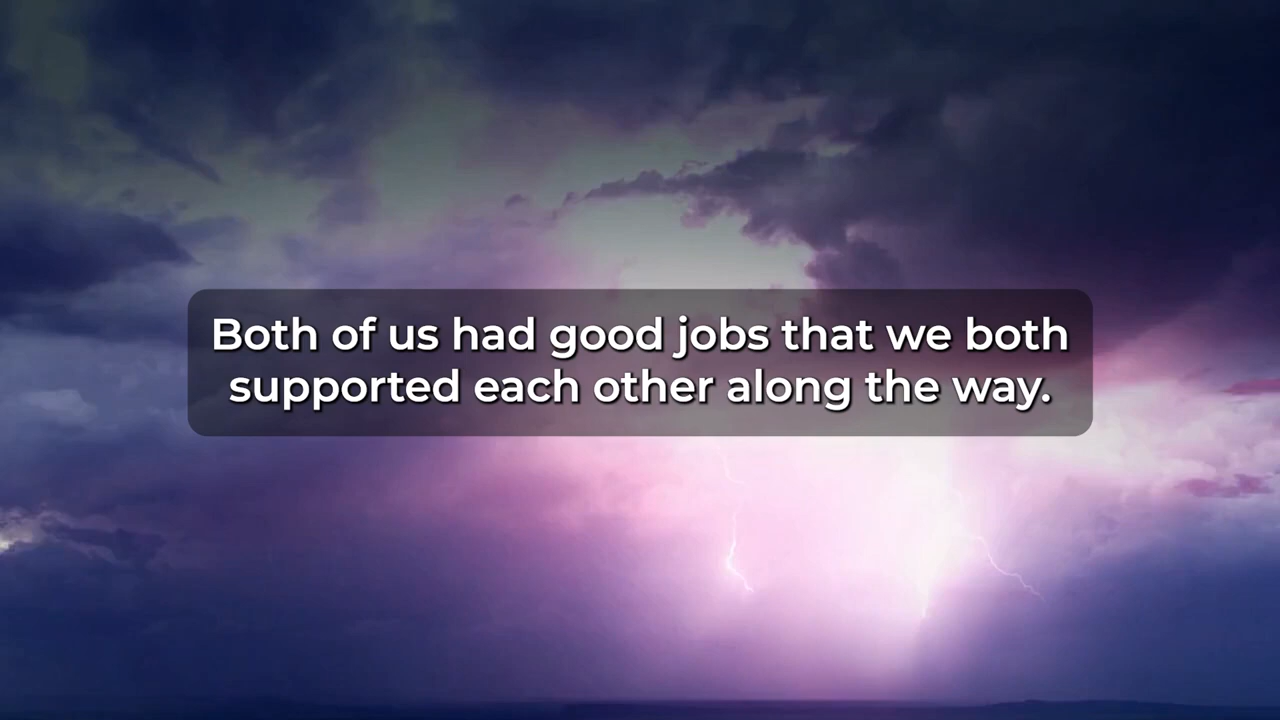 Both of us had good jobs that we both
supported each other along the way.